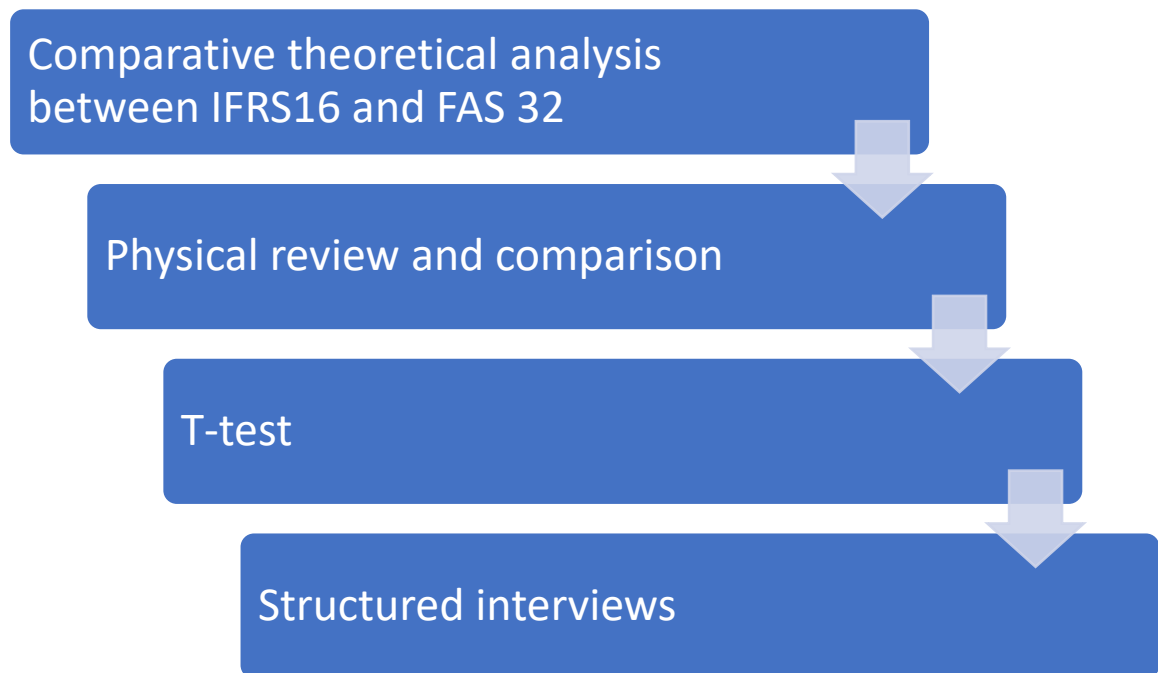 Comparative theoretical analysis
between IFRS16 and FAS 32
Physical review and comparison
T-test
Structured interviews